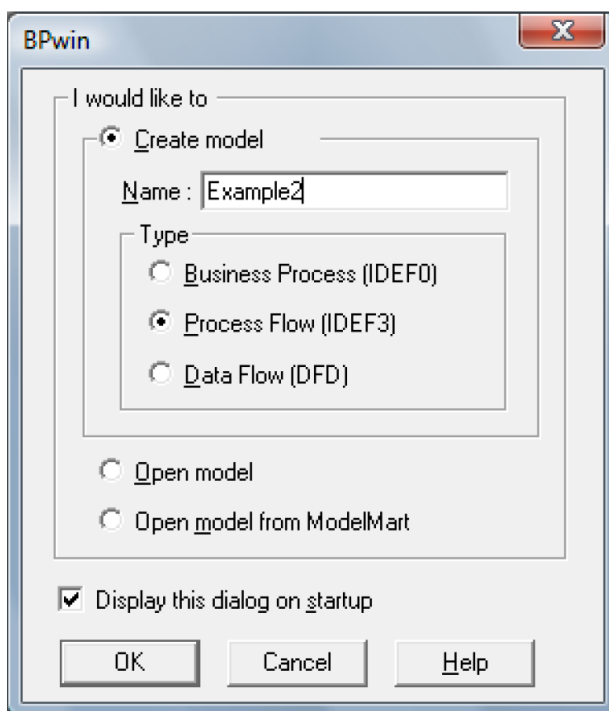 BPwin
I would like to
Create model
Name : Example2
Type
Business Process (IDEF0)
Process Flow (IDEF3)
Data Flow (DFD)
Open model
Open model from ModelMart
Display this dialog on startup
OK Cancel Help